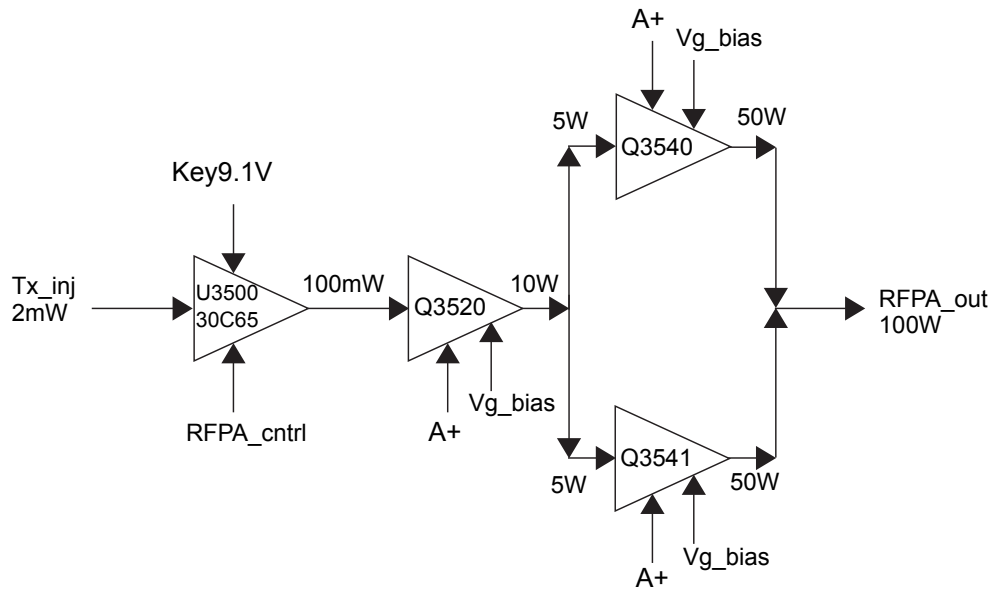 A+
Vg_bias
5W
50W
Q3540
Key9.1V
Tx_inj
2mW
U3500
30C65
100mW
Q3520
10W
RFPA_out
100W
RFPA_cntrl
A+
Vg_bias
5W
Q3541
50W
A+
Vg_bias